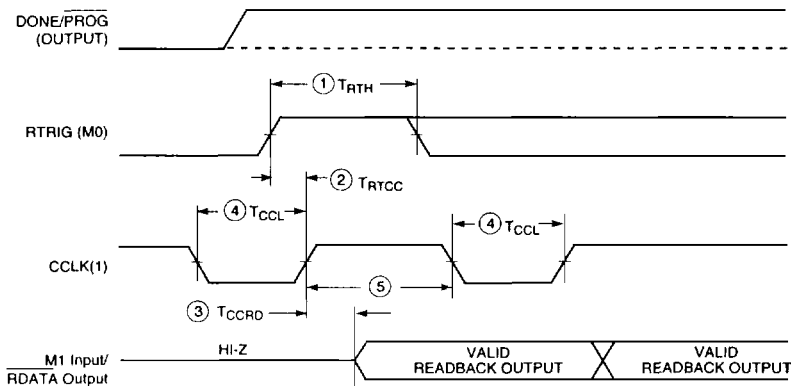 DONE/PROG
(OUTPUT)
① TRTH
RTRIG (M0)
② TRTCC
④ TCCL
④ TCCL
CCLK(1)
⑤
③ TCCRD
HI-Z
VALID
READBACK OUTPUT
VALID
READBACK OUTPUT
M1 Input/
RDATA Output